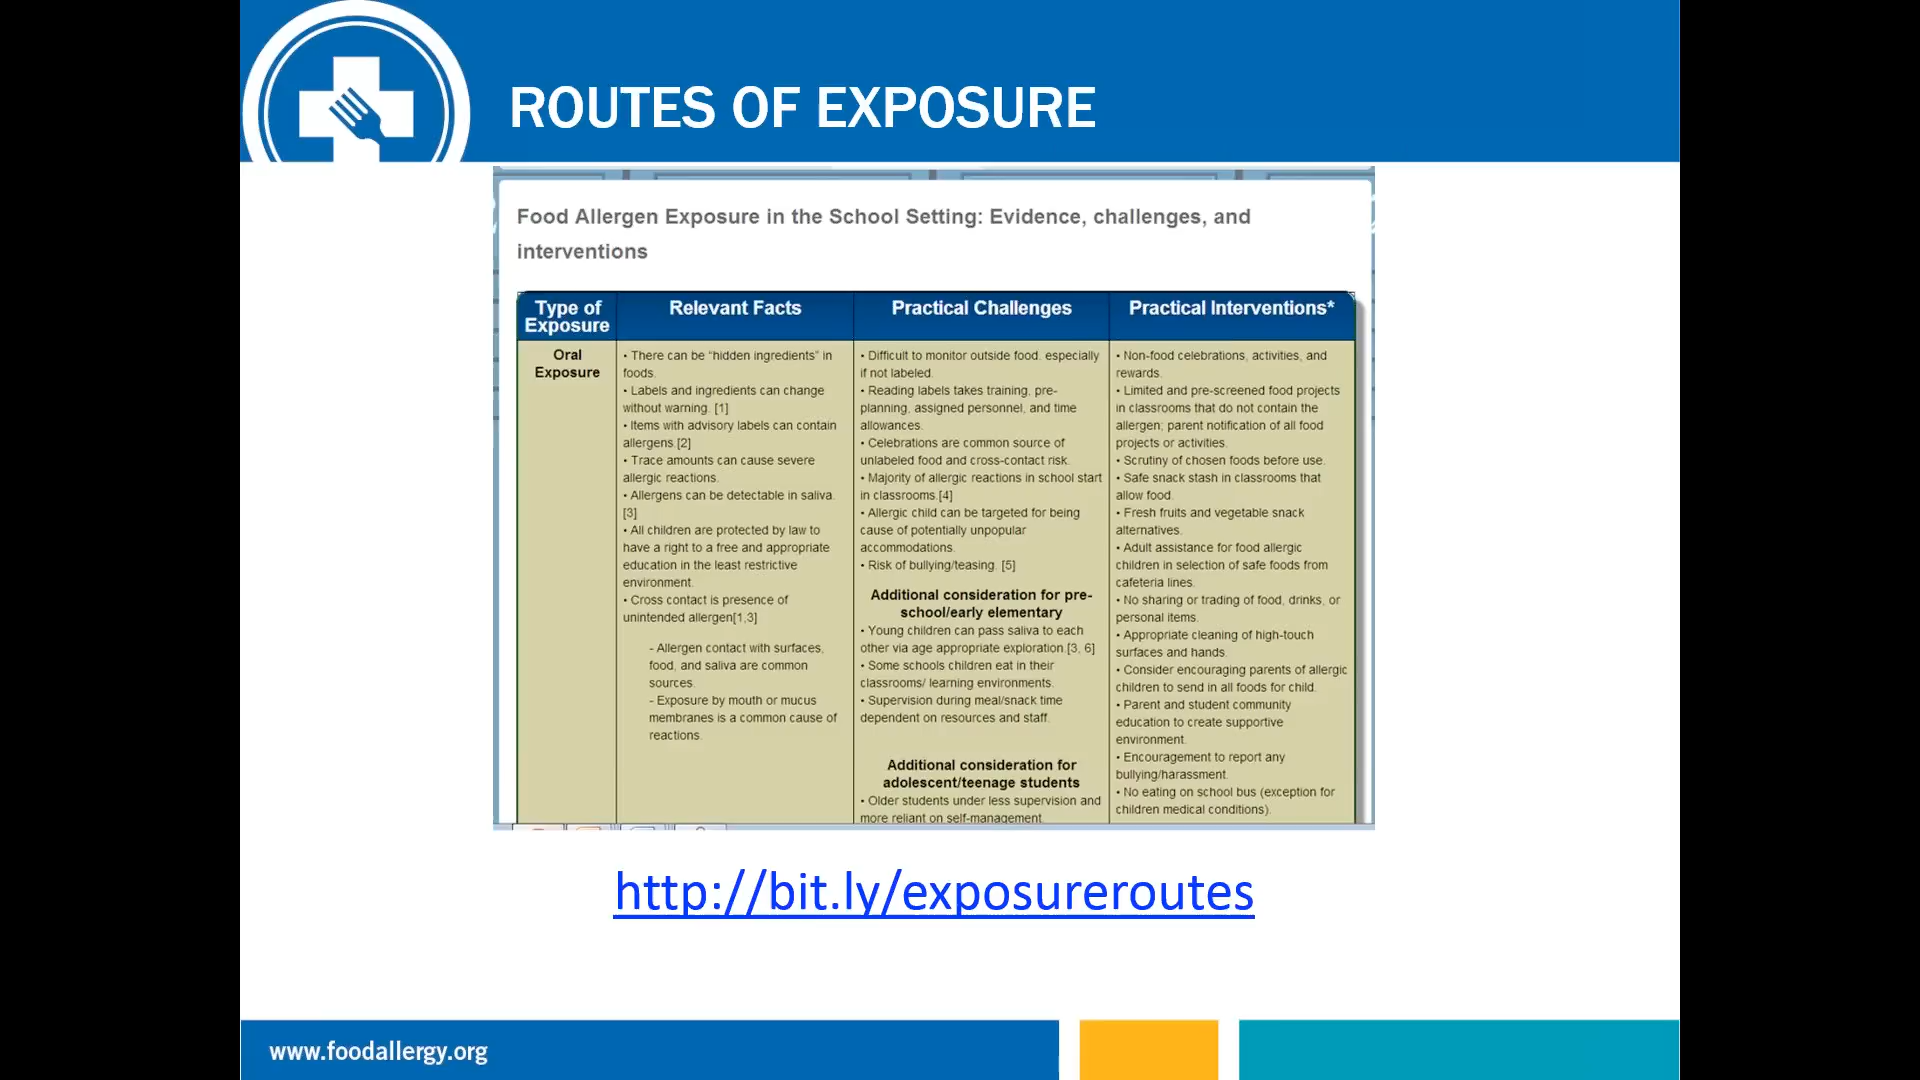 ROUTES OF EXPOSURE
Food Allergen Exposure in the School Setting: Evidence, challenges, and
interventions
Type of
Exposure
Relevant Facts
Practical Challenges
Practical Interventions*
Oral
Exposure
• There can be “hidden ingredients” in
foods.
• Labels and ingredients can change
without warning. [1]
• Items with advisory labels can contain
allergens.[2]
• Trace amounts can cause severe
allergic reactions.
• Allergens can be detectable in saliva.
[3]
• All children are protected by law to
have a right to a free and appropriate
education in the least restrictive
environment.
• Cross contact is presence of
unintended allergen[1,3]
- Allergen contact with surfaces,
food, and saliva are common
sources.
- Exposure by mouth or mucus
membranes is a common cause of
reactions.
• Difficult to monitor outside food. especially
if not labeled.
• Reading labels takes training, pre-
planning, assigned personnel, and time
allowances.
• Celebrations are common source of
unlabeled food and cross-contact risk.
• Majority of allergic reactions in school start
in classrooms.[4]
• Allergic child can be targeted for being
cause of potentially unpopular
accommodations.
• Risk of bullying/teasing. [5]
Additional consideration for pre-
school/early elementary
• Young children can pass saliva to each
other via age appropriate exploration.[3, 6]
• Some schools children eat in their
classrooms/ learning environments.
• Supervision during meal/snack time
dependent on resources and staff.
Additional consideration for
adolescent/teenage students
• Older students under less supervision and
more reliant on self-management.
• Non-food celebrations, activities, and
rewards.
• Limited and pre-screened food projects
in classrooms that do not contain the
allergen; parent notification of all food
projects or activities.
• Scrutiny of chosen foods before use.
• Safe snack stash in classrooms that
allow food.
• Fresh fruits and vegetable snack
alternatives.
• Adult assistance for food allergic
children in selection of safe foods from
cafeteria lines.
• No sharing or trading of food, drinks, or
personal items.
• Appropriate cleaning of high-touch
surfaces and hands.
• Consider encouraging parents of allergic
children to send in all foods for child.
• Parent and student community
education to create supportive
environment.
• Encouragement to report any
bullying/harassment.
• No eating on school bus (exception for
children medical conditions).
http://bit.ly/exposureroutes
www.foodallergy.org